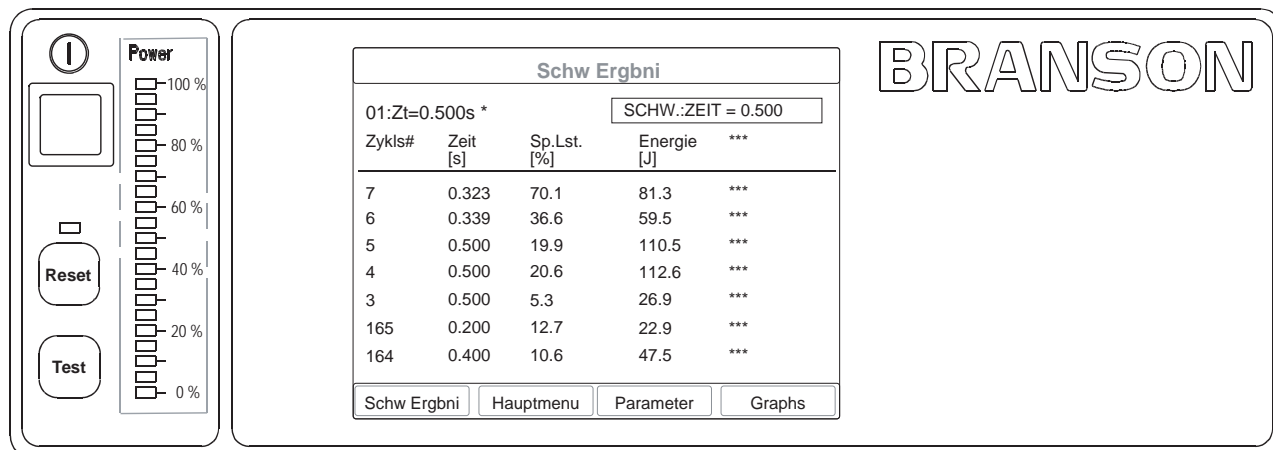 Power
100 %
80 %
60 %
40 %
20 %
0 %
Reset
Test
Schw Ergbni
01:Zt=0.500s * SCHW.:ZEIT = 0.500
Zykls# Zeit Sp.Lst. Energie ***
[s] [%] [J]
7 0.323 70.1 81.3 ***
6 0.339 36.6 59.5 ***
5 0.500 19.9 110.5 ***
4 0.500 20.6 112.6 ***
3 0.500 5.3 26.9 ***
165 0.200 12.7 22.9 ***
164 0.400 10.6 47.5 ***
Schw Ergbni Hauptmenu Parameter Graphs
BRANSON